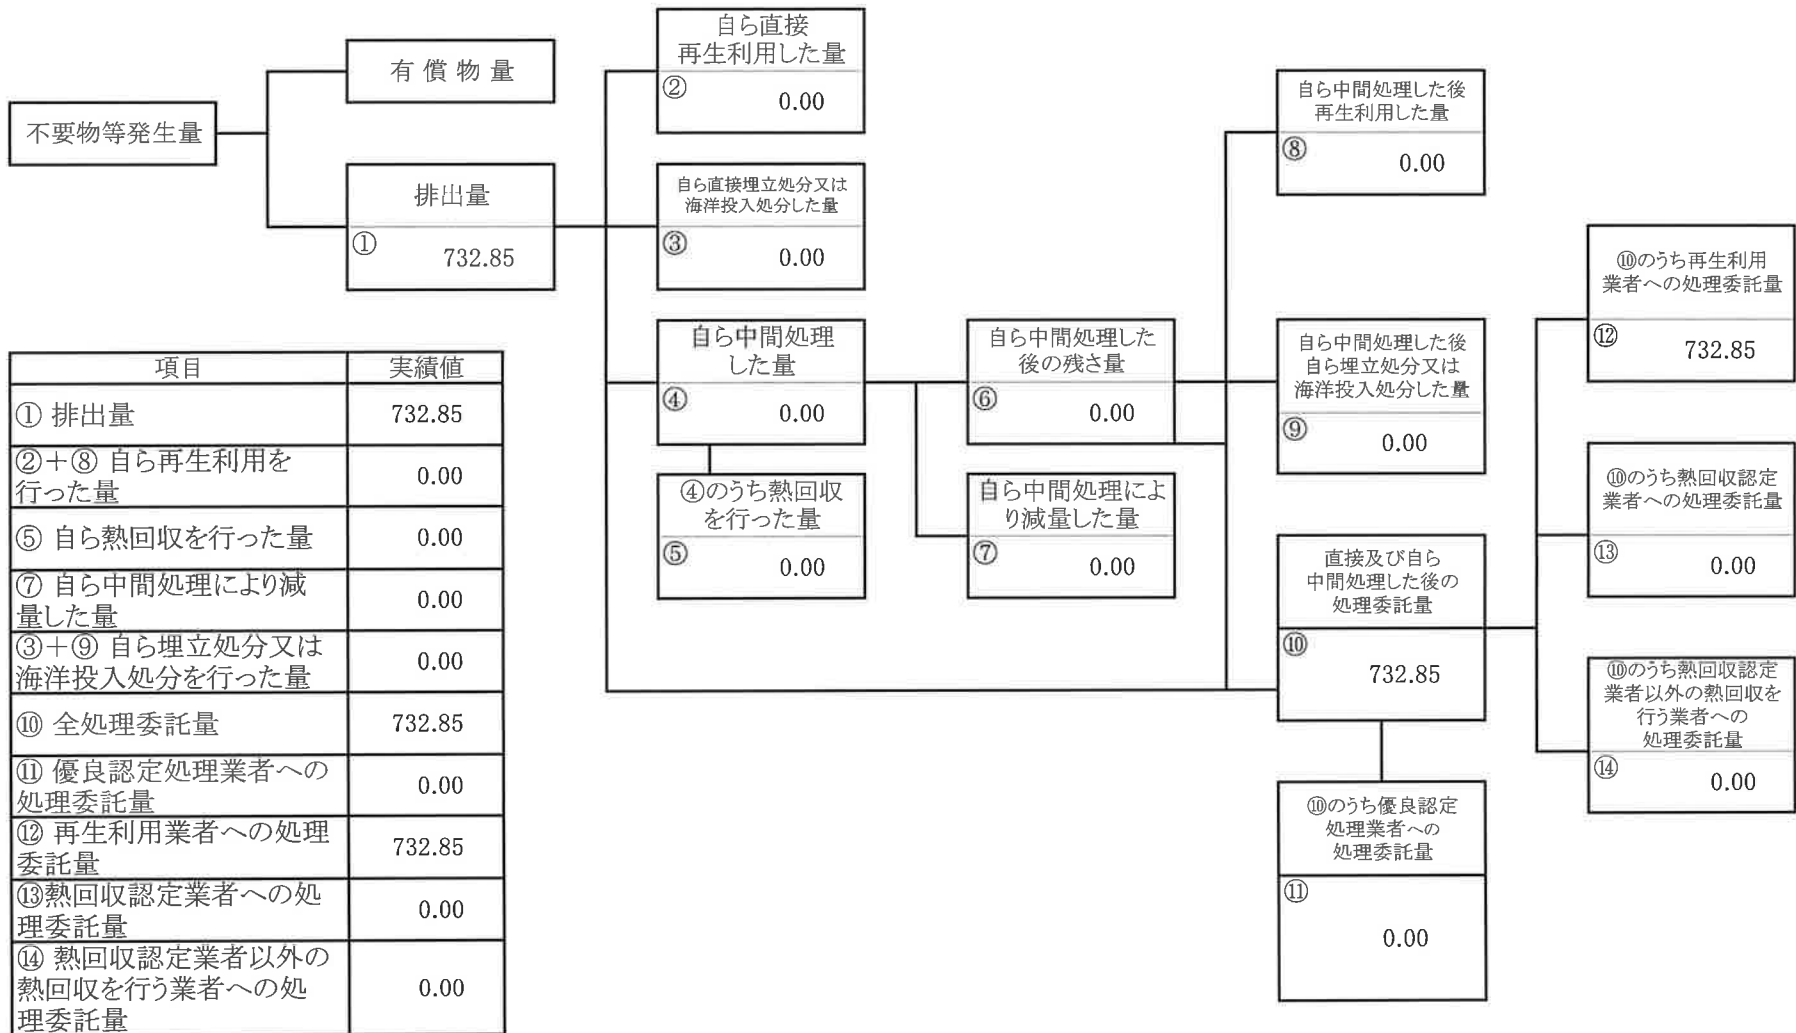 不要物等発生量
有償物量
排出量
①
732.85
自ら直接
再生利用した量
②
0.00
自ら直接埋立処分又は
海洋投入処分した量
③
0.00
自ら中間処理
した量
④
0.00
④のうち熱回収
を行った量
⑤
0.00
自ら中間処理した
後の残さ量
⑥
0.00
自ら中間処理によ
り減量した量
⑦
0.00
自ら中間処理した後
再生利用した量
⑧
0.00
自ら中間処理した後
自ら埋立処分又は
海洋投入処分した量
⑨
0.00
直接及び自ら
中間処理した後の
処理委託量
⑩
732.85
⑩のうち優良認定
処理業者への
処理委託量
⑪
0.00
⑩のうち再生利用
業者への処理委託量
⑫
732.85
⑩のうち熱回収認定
業者への処理委託量
⑬
0.00
⑩のうち熱回収認定
業者以外の熱回収を
行う業者への
処理委託量
⑭
0.00
項目 実績値
① 排出量 732.85
②+⑧ 自ら再生利用を
行った量 0.00
⑤ 自ら熱回収を行った量 0.00
⑦ 自ら中間処理により減
量した量 0.00
③+⑨ 自ら埋立処分又は
海洋投入処分を行った量 0.00
⑩ 全処理委託量 732.85
⑪ 優良認定処理業者への
処理委託量 0.00
⑫ 再生利用業者への処理
委託量 732.85
⑬熱回収認定業者への処
理委託量 0.00
⑭ 熱回収認定業者以外の
熱回収を行う業者への処
理委託量 0.00